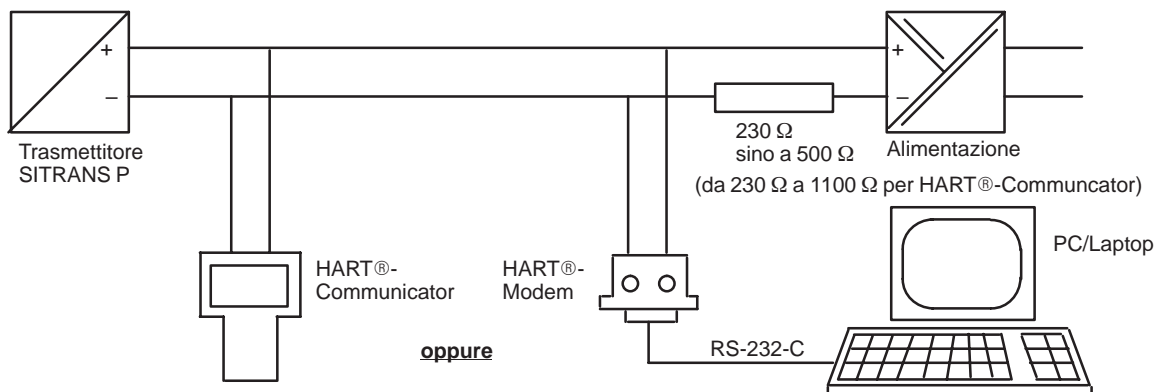 +
+
−
−
230 Ω
sino a 500 Ω
Trasmettitore
SITRANS P
Alimentazione
(da 230 Ω a 1100 Ω per HART®-Communcator)
PC/Laptop
HART®-
Communicator
HART®-
Modem
oppure
RS-232-C